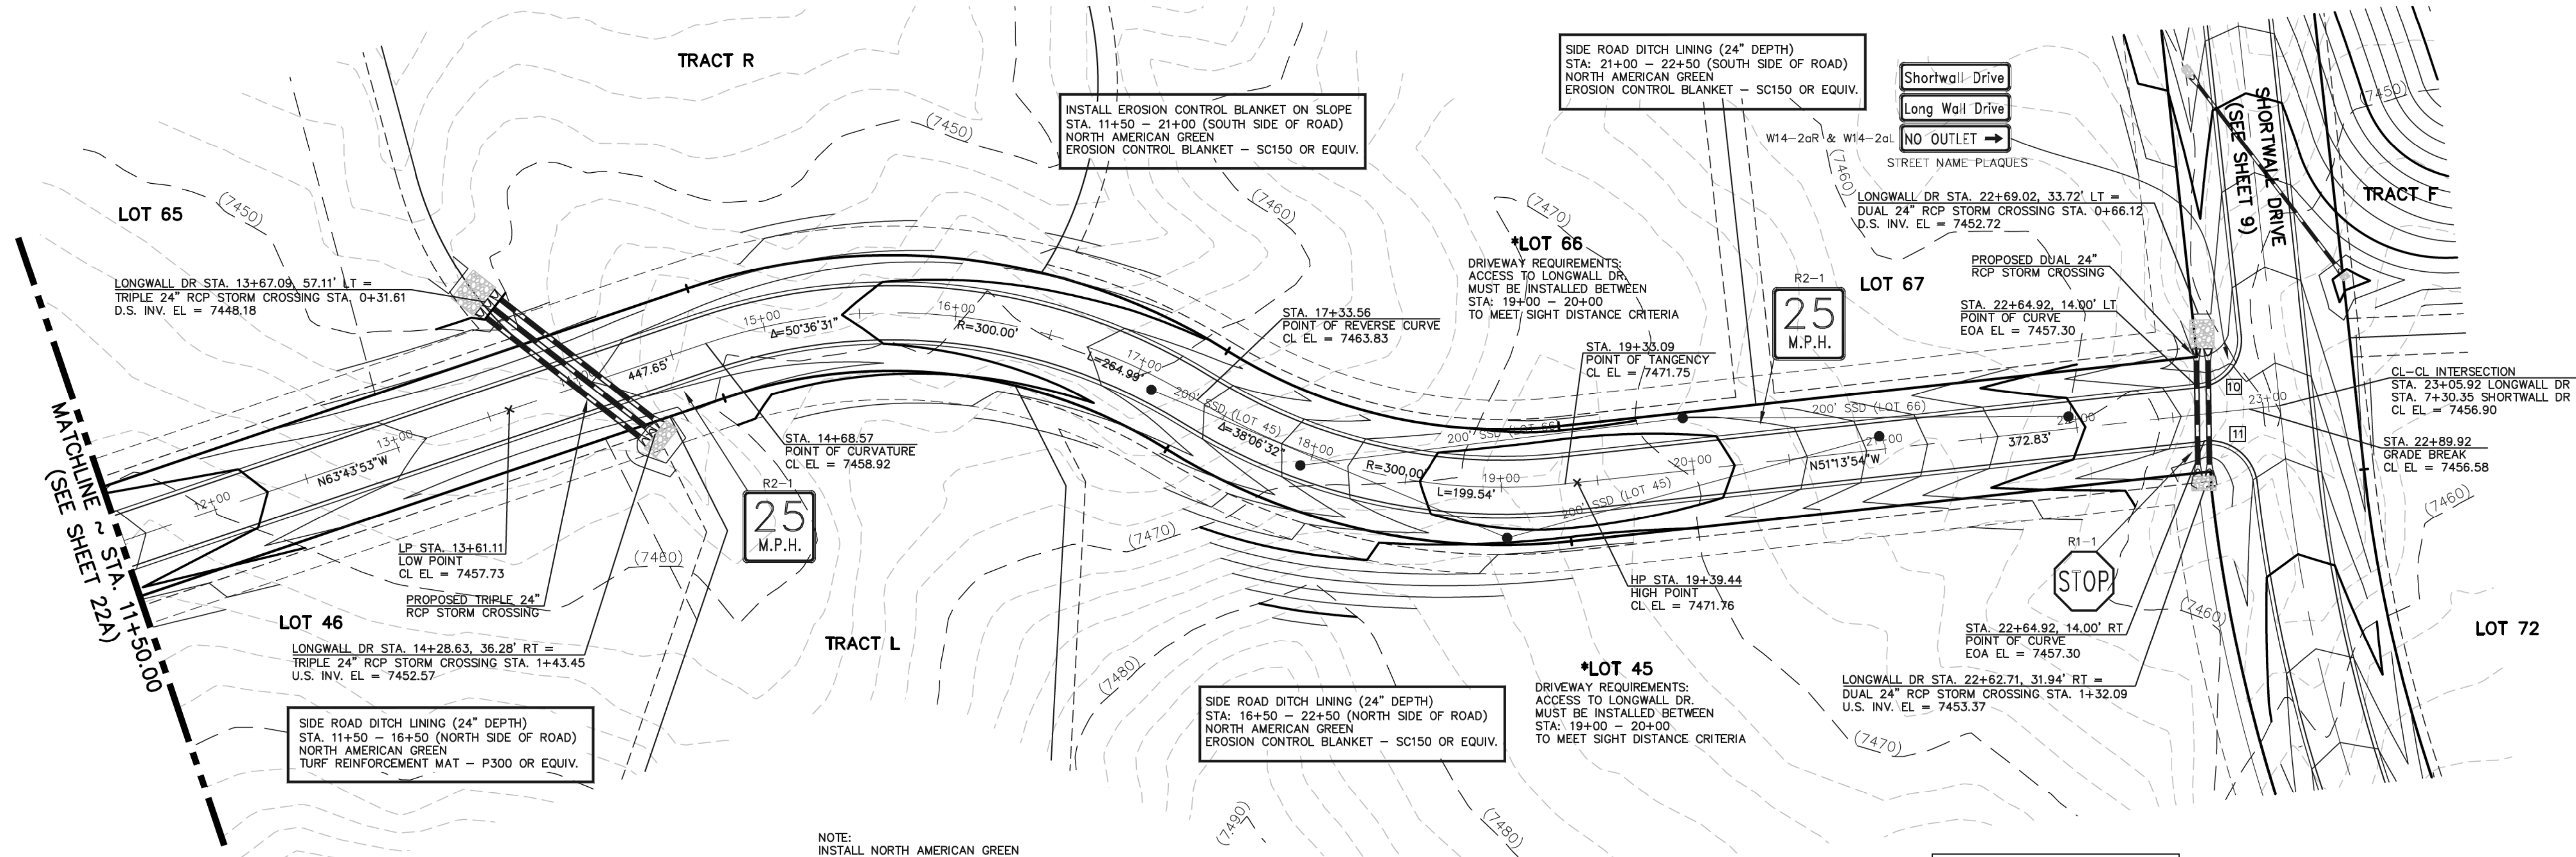 TRACT R
INSTALL EROSION CONTROL BLANKET ON SLOPE
STA. 11+50 – 21+00 (SOUTH SIDE OF ROAD)
NORTH AMERICAN GREEN
EROSION CONTROL BLANKET – SC150 OR EQUIV.
SIDE ROAD DITCH LINING (24" DEPTH)
STA: 21+00 – 22+50 (SOUTH SIDE OF ROAD)
NORTH AMERICAN GREEN
EROSION CONTROL BLANKET – SC150 OR EQUIV.
Shortwall Drive
Long Wall Drive
W14-2aR & W14-2aL
NO OUTLET →
STREET NAME PLAQUES
SHORTWALL DRIVE
(SEE SHEET 9)
(7450)
TRACT F
LOT 65
(7450)
(7450)
(7460)
(7470)
(7460)
LONGWALL DR STA. 22+69.02, 33.72' LT =
DUAL 24" RCP STORM CROSSING STA. 0+66.12
D.S. INV. EL = 7452.72
*LOT 66
DRIVEWAY REQUIREMENTS:
ACCESS TO LONGWALL DR.
MUST BE INSTALLED BETWEEN
STA: 19+00 – 20+00
TO MEET SIGHT DISTANCE CRITERIA
PROPOSED DUAL 24"
RCP STORM CROSSING
LOT 67
R2-1
25
M.P.H.
LONGWALL DR STA. 13+67.09, 57.11' LT =
TRIPLE 24" RCP STORM CROSSING STA. 0+31.61
D.S. INV. EL = 7448.18
STA. 22+64.92, 14.00' LT
POINT OF CURVE
EOA EL = 7457.30
STA. 17+33.56
POINT OF REVERSE CURVE
CL EL = 7463.83
STA. 19+33.09
POINT OF TANGENCY
CL EL = 7471.75
CL-CL INTERSECTION
STA. 23+05.92 LONGWALL DR
STA. 7+30.35 SHORTWALL DR
CL EL = 7456.90
STA. 22+89.92
GRADE BREAK
CL EL = 7456.58
12+00
13+00
N63°43'53"W
447.65'
15+00
Δ=50°36'31"
16+00
R=300.00'
17+00
L=264.99'
200' SSD (LOT 45)
Δ=38°06'32"
18+00
R=300.00'
19+00
L=199.54'
200' SSD (LOT 66)
20+00
200' SSD (LOT 45)
200' SSD (LOT 66)
N51°13'54"W
21+00
372.83'
22+00
23+00
10
11
MATCHLINE ~ STA. 11+50.00
(SEE SHEET 22A)
STA. 14+68.57
POINT OF CURVATURE
CL EL = 7458.92
R2-1
25
M.P.H.
LP STA. 13+61.11
LOW POINT
CL EL = 7457.73
PROPOSED TRIPLE 24"
RCP STORM CROSSING
(7460)
(7470)
(7460)
HP STA. 19+39.44
HIGH POINT
CL EL = 7471.76
R1-1
STOP
(7460)
LOT 46
LONGWALL DR STA. 14+28.63, 36.28' RT =
TRIPLE 24" RCP STORM CROSSING STA. 1+43.45
U.S. INV. EL = 7452.57
TRACT L
(7480)
*LOT 45
DRIVEWAY REQUIREMENTS:
ACCESS TO LONGWALL DR.
MUST BE INSTALLED BETWEEN
STA: 19+00 – 20+00
TO MEET SIGHT DISTANCE CRITERIA
STA. 22+64.92, 14.00' RT
POINT OF CURVE
EOA EL = 7457.30
LOT 72
LONGWALL DR STA. 22+62.71, 31.94' RT =
DUAL 24" RCP STORM CROSSING STA. 1+32.09
U.S. INV. EL = 7453.37
SIDE ROAD DITCH LINING (24" DEPTH)
STA. 11+50 – 16+50 (NORTH SIDE OF ROAD)
NORTH AMERICAN GREEN
TURF REINFORCEMENT MAT – P300 OR EQUIV.
SIDE ROAD DITCH LINING (24" DEPTH)
STA: 16+50 – 22+50 (NORTH SIDE OF ROAD)
NORTH AMERICAN GREEN
EROSION CONTROL BLANKET – SC150 OR EQUIV.
(7470)
(7490)
(7480)
NOTE:
INSTALL NORTH AMERICAN GREEN